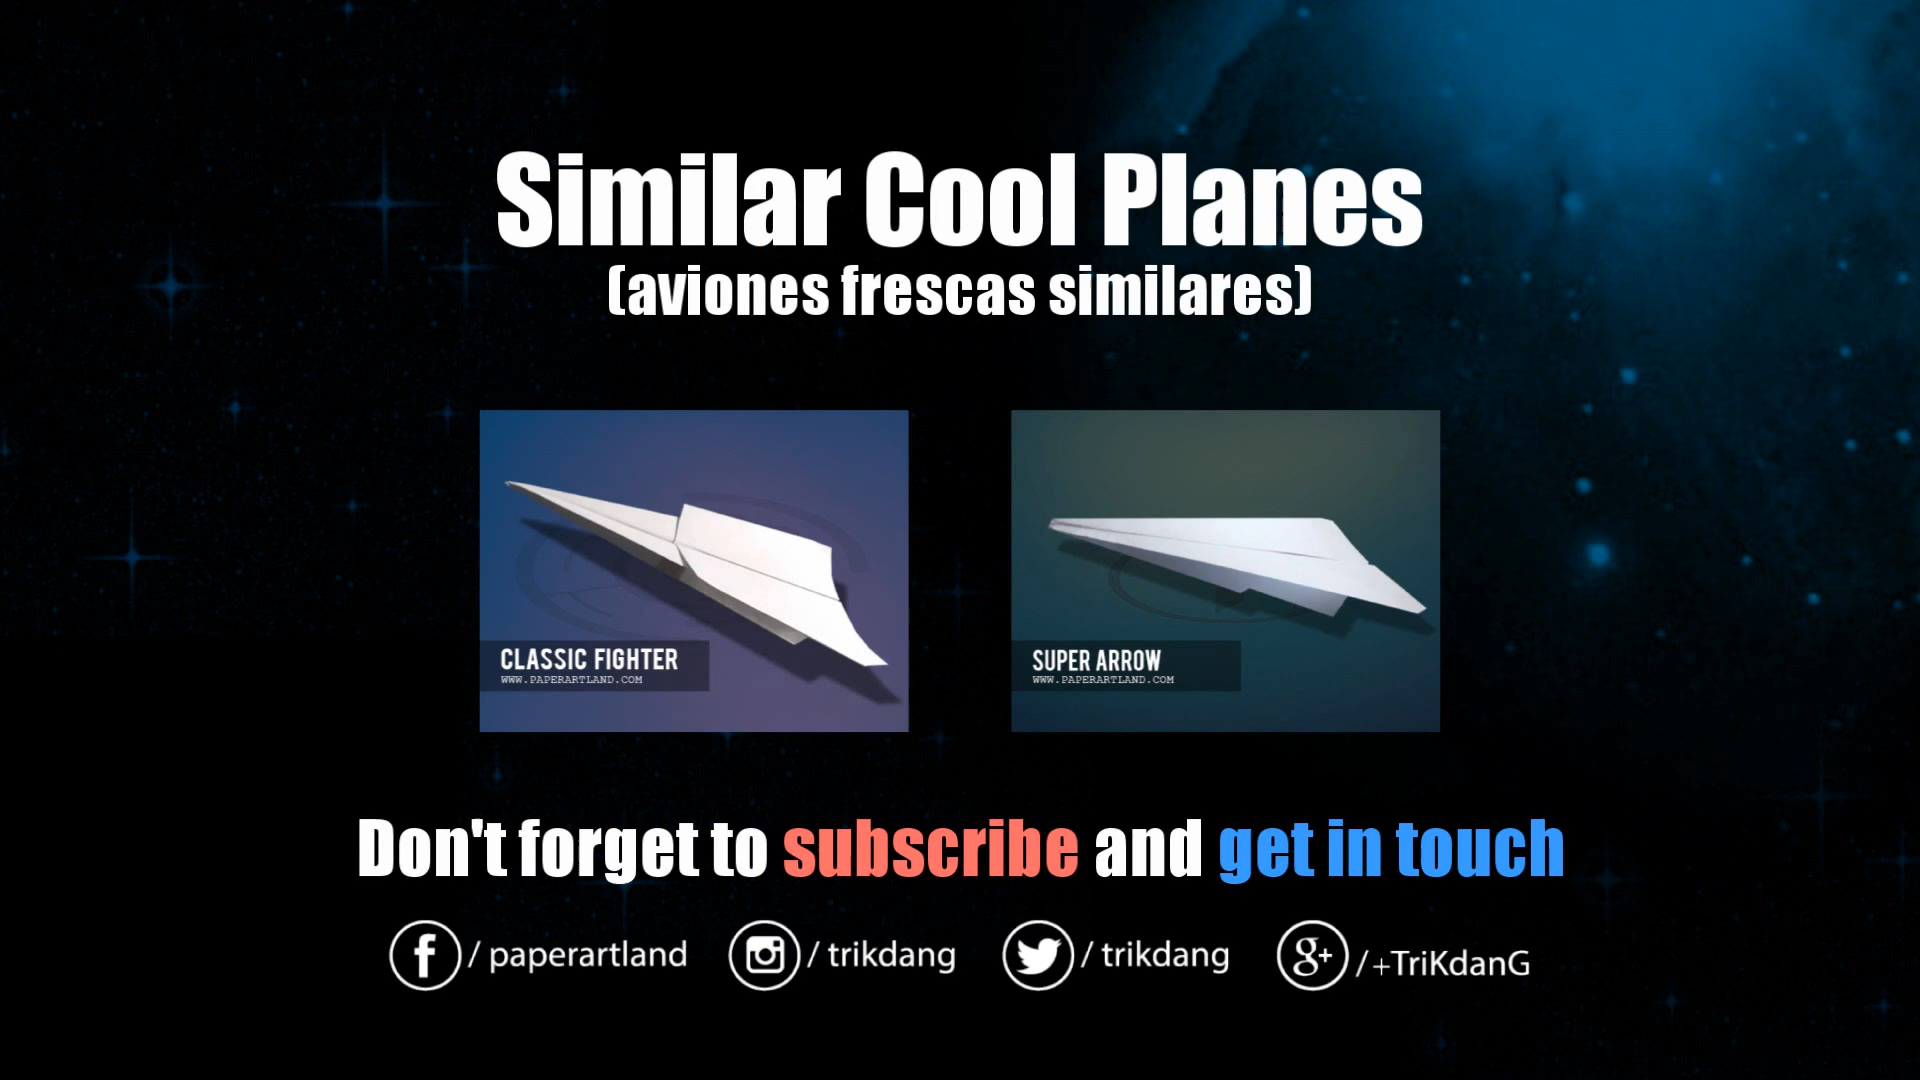 Similar Cool Planes
(aviones frescas similares)
CLASSIC FIGHTER
WWW.PAPERARTLAND.COM
SUPER ARROW
WWW.PAPERARTLAND.COM
Don't forget to subscribe and get in touch
f / paperartland / trikdang / trikdang g+ / +TriKdanG